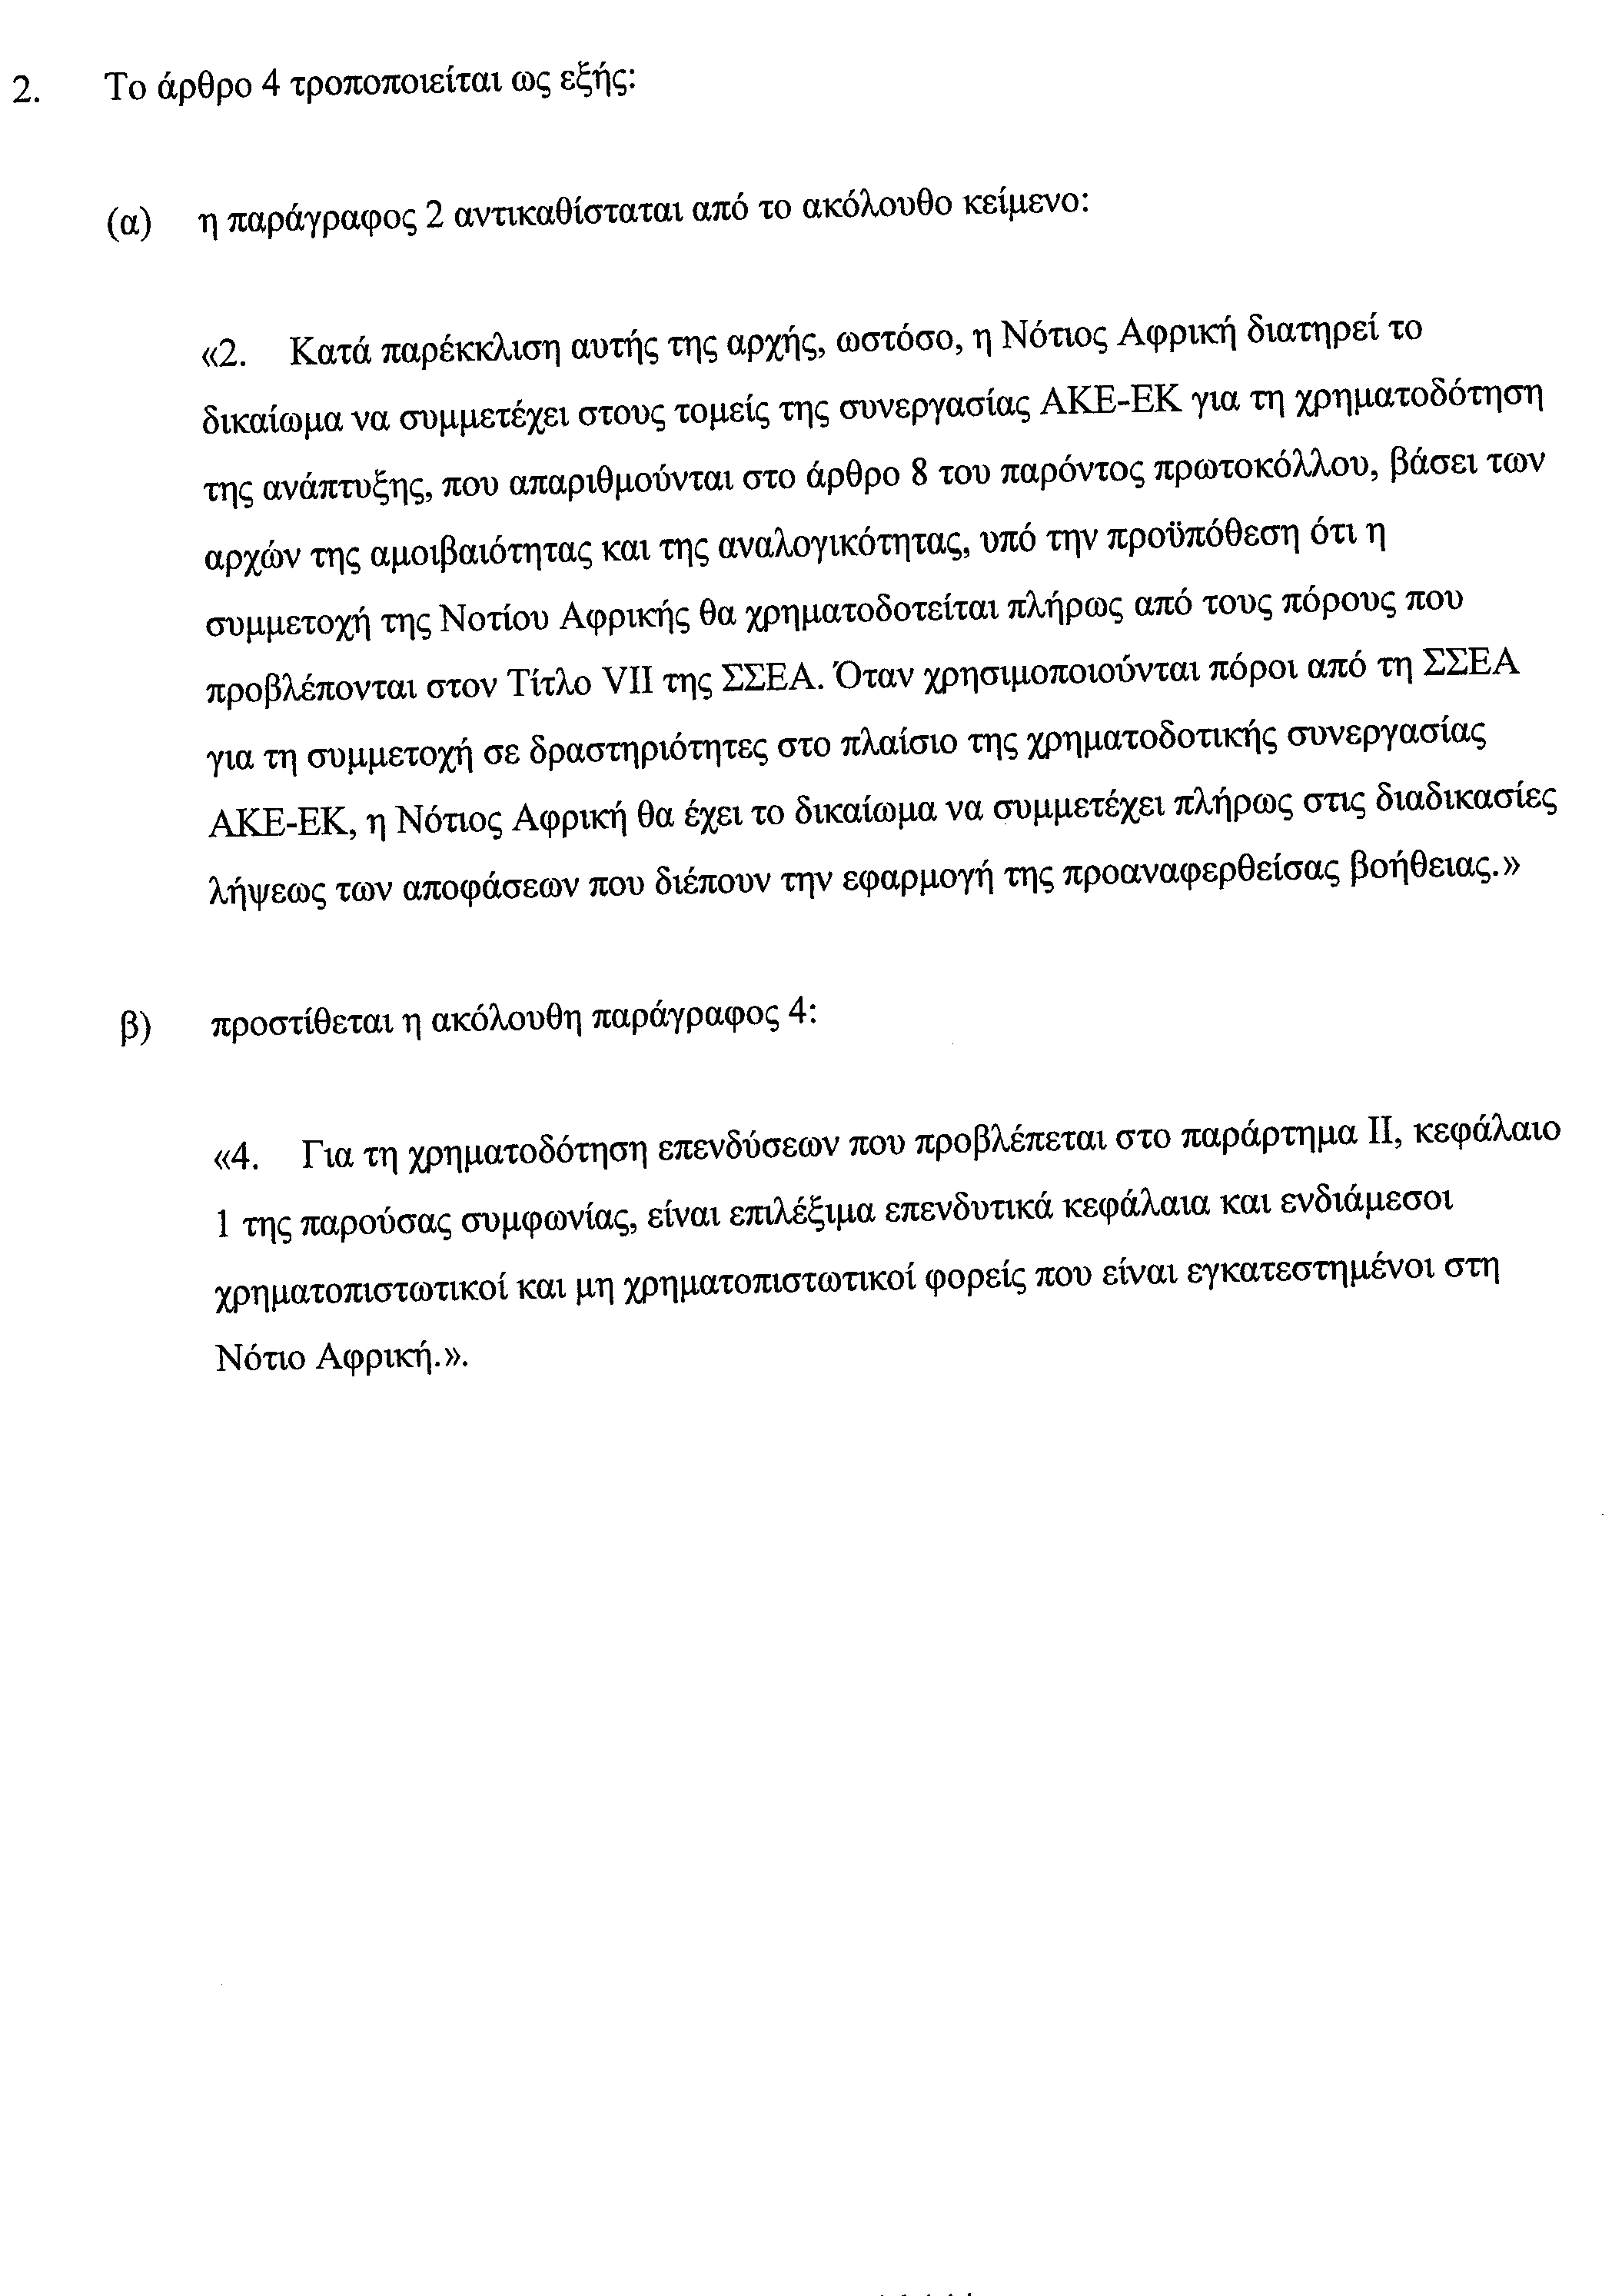 2. Το άρθρο 4 τροποποιείται ως εξής:
(α) η παράγραφος 2 αντικαθίσταται από το ακόλουθο κείμενο:
«2. Κατά παρέκκλιση αυτής της αρχής, ωστόσο, η Νότιος Αφρική διατηρεί το
δικαίωμα να συμμετέχει στους τομείς της συνεργασίας ΑΚΕ-ΕΚ για τη χρηματοδότηση
της ανάπτυξης, που απαριθμούνται στο άρθρο 8 του παρόντος πρωτοκόλλου, βάσει των
αρχών της αμοιβαιότητας και της αναλογικότητας, υπό την προϋπόθεση ότι η
συμμετοχή της Νοτίου Αφρικής θα χρηματοδοτείται πλήρως από τους πόρους που
προβλέπονται στον Τίτλο VII της ΣΣΕΑ. Όταν χρησιμοποιούνται πόροι από τη ΣΣΕΑ
για τη συμμετοχή σε δραστηριότητες στο πλαίσιο της χρηματοδοτικής συνεργασίας
ΑΚΕ-ΕΚ, η Νότιος Αφρική θα έχει το δικαίωμα να συμμετέχει πλήρως στις διαδικασίες
λήψεως των αποφάσεων που διέπουν την εφαρμογή της προαναφερθείσας βοήθειας.»
β) προστίθεται η ακόλουθη παράγραφος 4:
«4. Για τη χρηματοδότηση επενδύσεων που προβλέπεται στο παράρτημα ΙΙ, κεφάλαιο
1 της παρούσας συμφωνίας, είναι επιλέξιμα επενδυτικά κεφάλαια και ενδιάμεσοι
χρηματοπιστωτικοί και μη χρηματοπιστωτικοί φορείς που είναι εγκατεστημένοι στη
Νότιο Αφρική.».